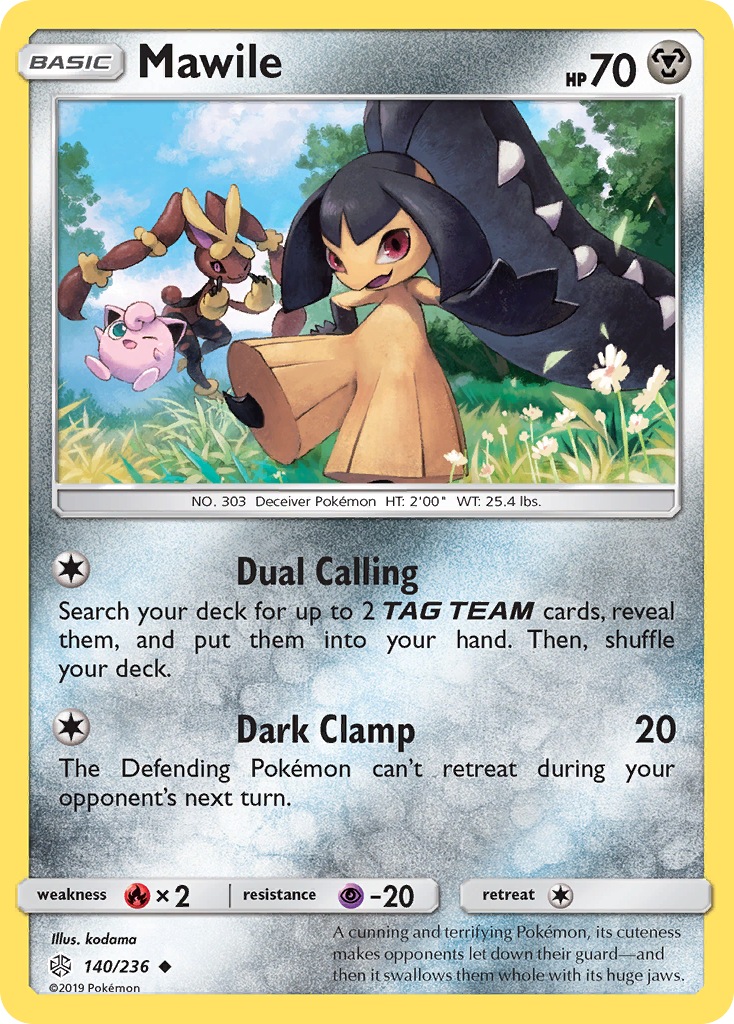 BASIC Mawile HP 70
NO. 303 Deceiver Pokémon HT: 2'00" WT: 25.4 lbs.
Dual Calling
Search your deck for up to 2 TAG TEAM cards, reveal
them, and put them into your hand. Then, shuffle
your deck.
Dark Clamp 20
The Defending Pokémon can't retreat during your
opponent's next turn.
weakness × 2 resistance -20 retreat
Illus. kodama
140/236
©2019 Pokémon
A cunning and terrifying Pokémon, its cuteness
makes opponents let down their guard—and
then it swallows them whole with its huge jaws.